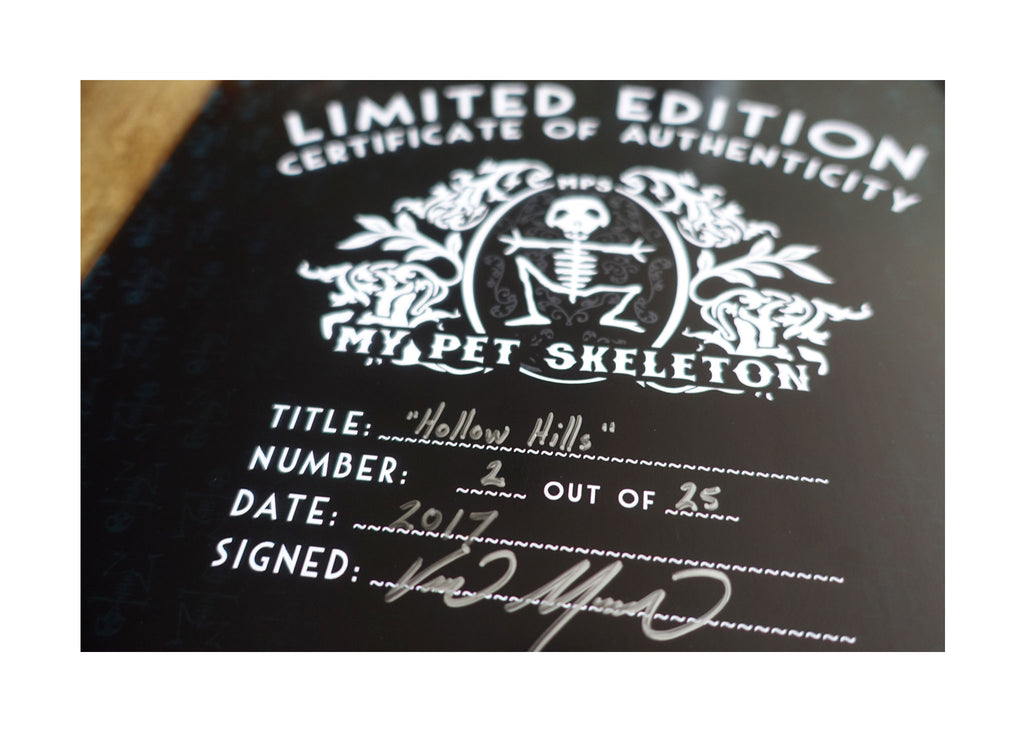 LIMITED EDITION
CERTIFICATE OF AUTHENTICITY
MPS
MY PET SKELETON
TITLE: "Hollow Hills"
NUMBER: 2 OUT OF 25
DATE: 2017
SIGNED: